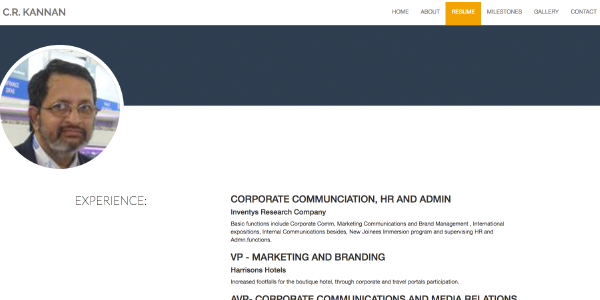 C.R. KANNAN
HOME ABOUT RESUME MILESTONES GALLERY CONTACT
EXPERIENCE:
CORPORATE COMMUNCIATION, HR AND ADMIN
Inventys Research Company
Basic functions include Corporate Comm, Marketing Communications and Brand Management , International
expositions, Internal Communications besides, New Joinees Immersion program and supervising HR and
Admn.functions.
VP - MARKETING AND BRANDING
Harrisons Hotels
Increased footfalls for the boutique hotel, through corporate and travel portals participation.
AVP- CORPORATE COMMUNICATIONS AND MEDIA RELATIONS